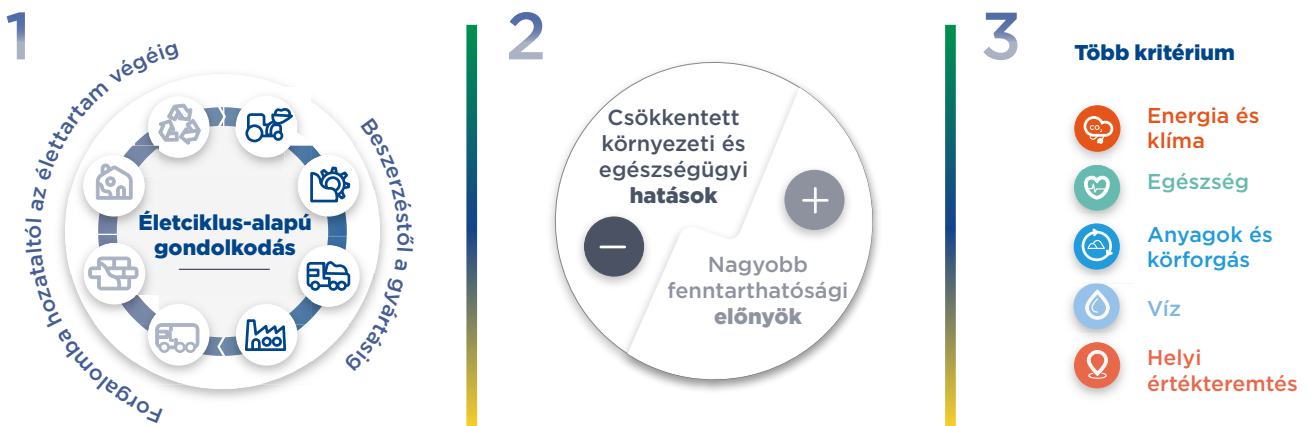 1
Forgalomba a hozataltól az élettartam végéig
Beszerzéstől a gyártásig
Életciklus-alapú
gondolkodás
2
Csökkentett
környezeti és
egészségügyi
hatások
Nagyobb
fenntarthatósági
előnyök
3
Több kritérium
CO₂
Energia és
klíma
Egészség
Anyagok és
körforgás
Víz
Helyi
értékteremtés